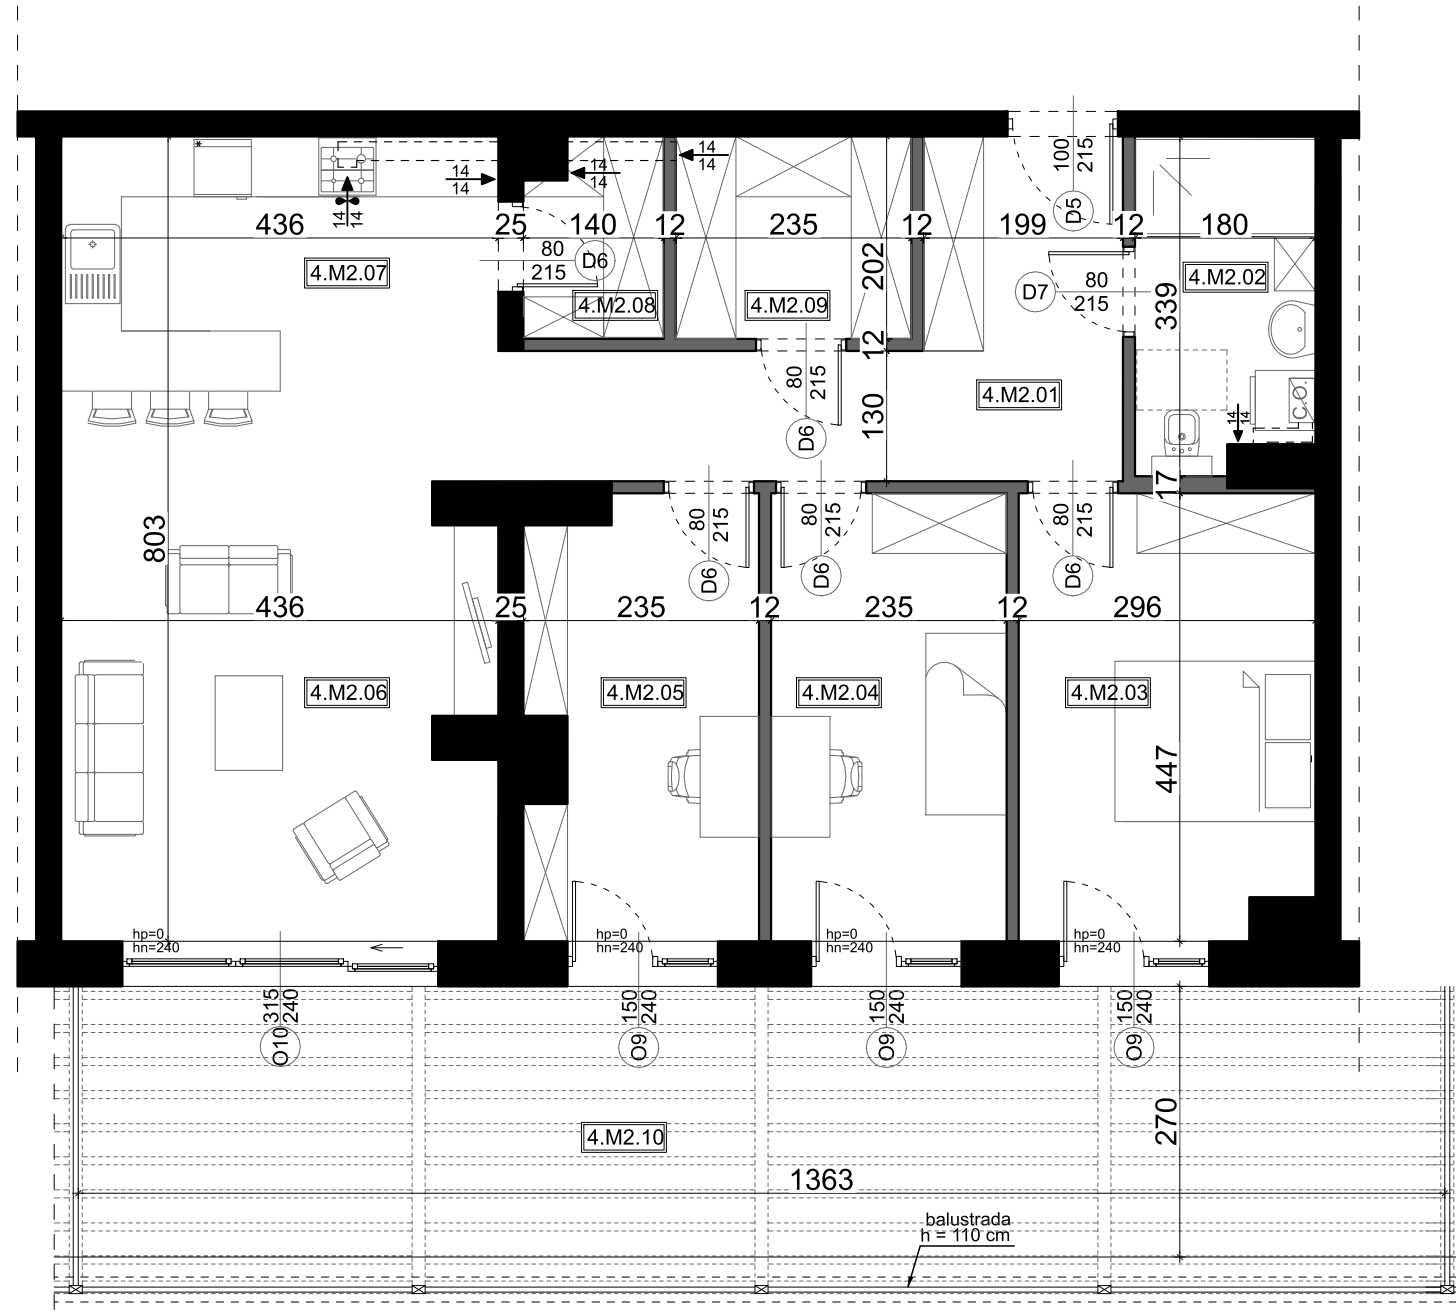 14
14
14
14
14
14
14
14
100
215
D5
436
25
140
12
235
12
199
12
180
80
215
D6
4.M2.07
4.M2.08
4.M2.09
202
D7
80
215
4.M2.02
339
12
80
215
D6
130
4.M2.01
C.O.
14
14
17
803
80
215
D6
80
215
D6
80
215
D6
436
25
235
12
235
12
296
4.M2.06
4.M2.05
4.M2.04
4.M2.03
447
hp=0
hn=240
hp=0
hn=240
hp=0
hn=240
hp=0
hn=240
315
240
O10
150
240
O9
150
240
O9
150
240
O9
270
4.M2.10
1363
balustrada
h = 110 cm